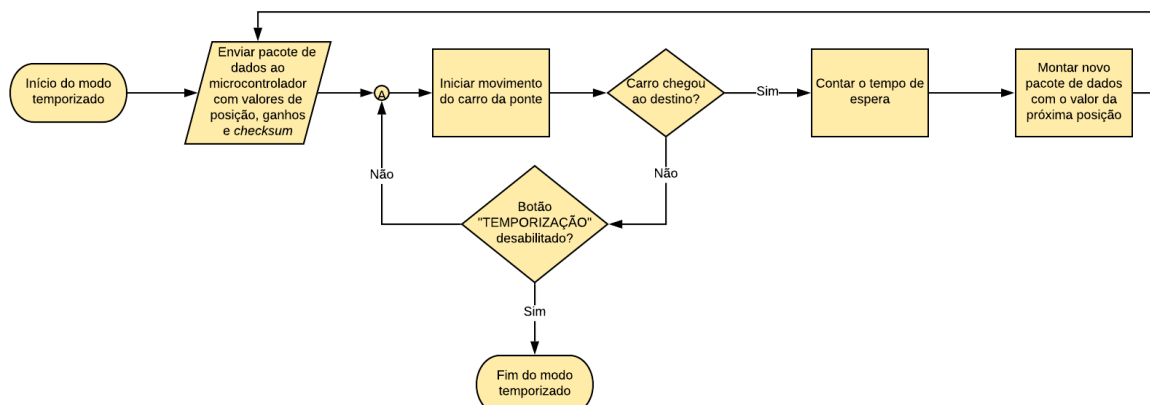 Início do modo
temporizado
Enviar pacote de
dados ao
microcontrolador
com valores de
posição, ganhos
e checksum
A
Iniciar movimento
do carro da ponte
Carro chegou
ao destino?
Sim
Contar o tempo de
espera
Montar novo
pacote de dados
com o valor da
próxima posição
Não
Não
Botão
"TEMPORIZAÇÃO"
desabilitado?
Sim
Fim do modo
temporizado